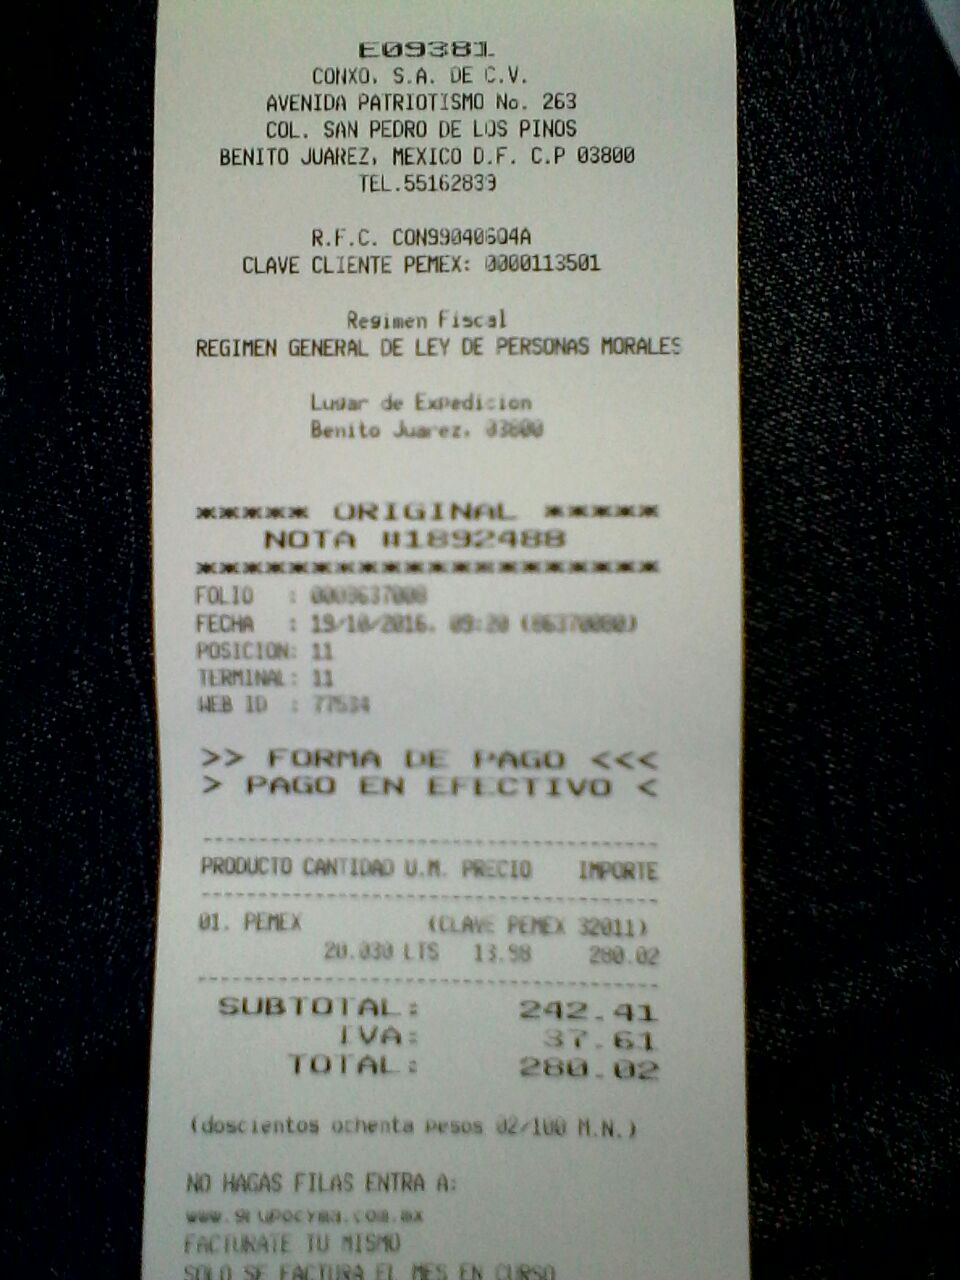 E09381
CONXO, S.A. DE C.V.
AVENIDA PATRIOTISMO No. 263
COL. SAN PEDRO DE LOS PINOS
BENITO JUAREZ, MEXICO D.F. C.P 03800
TEL.55162839
R.F.C. CON990406D4A
CLAVE CLIENTE PEMEX: 0000113501
Regimen Fiscal
REGIMEN GENERAL DE LEY DE PERSONAS MORALES
Lugar de Expedicion
Benito Juarez, 03800
***** ORIGINAL *****
NOTA #1892488
********************
FOLIO :
FECHA : 19/10/2016, 09:20
POSICION: 11
TERMINAL: 11
WEB ID : 77534
>> FORMA DE PAGO <<<
> PAGO EN EFECTIVO <
----------------------------------------
PRODUCTO CANTIDAD U.M. PRECIO IMPORTE
----------------------------------------
01. PEMEX (CLAVE PEMEX 32011)
20.030 LTS 13.98 280.02
----------------------------------------
SUBTOTAL: 242.41
IVA: 37.61
TOTAL: 280.02
(doscientos ochenta pesos 02/100 M.N.)
NO HAGAS FILAS ENTRA A:
www.grupocyma.com.mx
FACTURATE TU MISMO
SOLO SE FACTURA EL MES EN CURSO